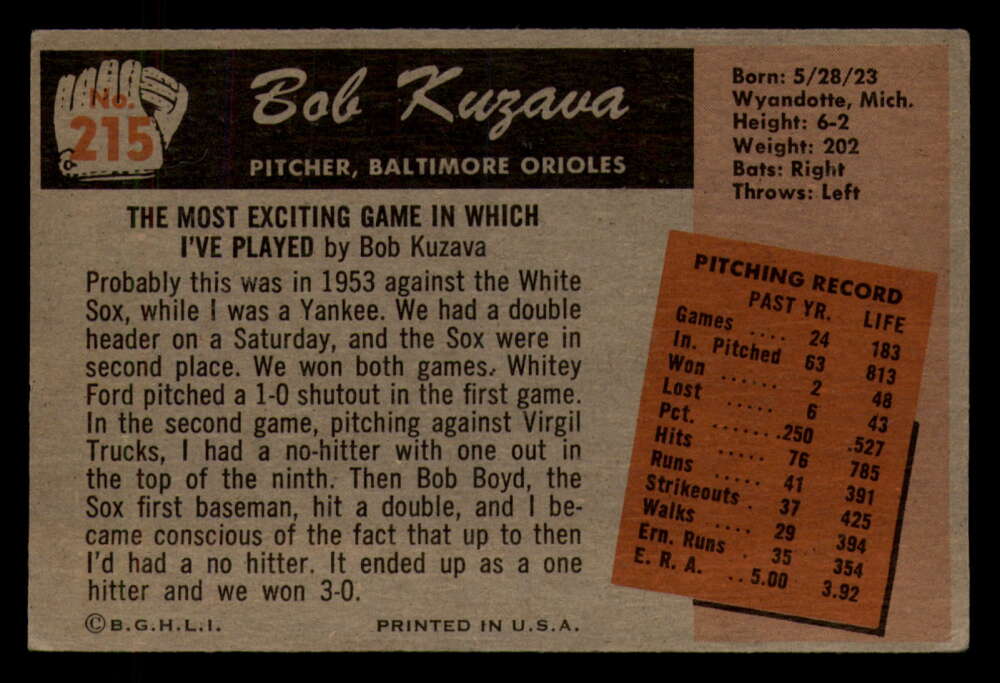 No.
215
Bob Kuzava
PITCHER, BALTIMORE ORIOLES
Born: 5/28/23
Wyandotte, Mich.
Height: 6-2
Weight: 202
Bats: Right
Throws: Left
THE MOST EXCITING GAME IN WHICH
I'VE PLAYED by Bob Kuzava
Probably this was in 1953 against the White
Sox, while I was a Yankee. We had a double
header on a Saturday, and the Sox were in
second place. We won both games. Whitey
Ford pitched a 1-0 shutout in the first game.
In the second game, pitching against Virgil
Trucks, I had a no-hitter with one out in
the top of the ninth. Then Bob Boyd, the
Sox first baseman, hit a double, and I be-
came conscious of the fact that up to then
I'd had a no hitter. It ended up as a one
hitter and we won 3-0.
PITCHING RECORD
PAST YR. LIFE
Games .... 24 183
In. Pitched 63 813
Won ...... 2 48
Lost ..... 6 43
Pct. .......250 .527
Hits ..... 76 785
Runs ..... 41 391
Strikeouts . 37 425
Walks .... 29 394
Ern. Runs . 35 354
E. R. A. ..5.00 3.92
©B.G.H.L.I. PRINTED IN U.S.A.